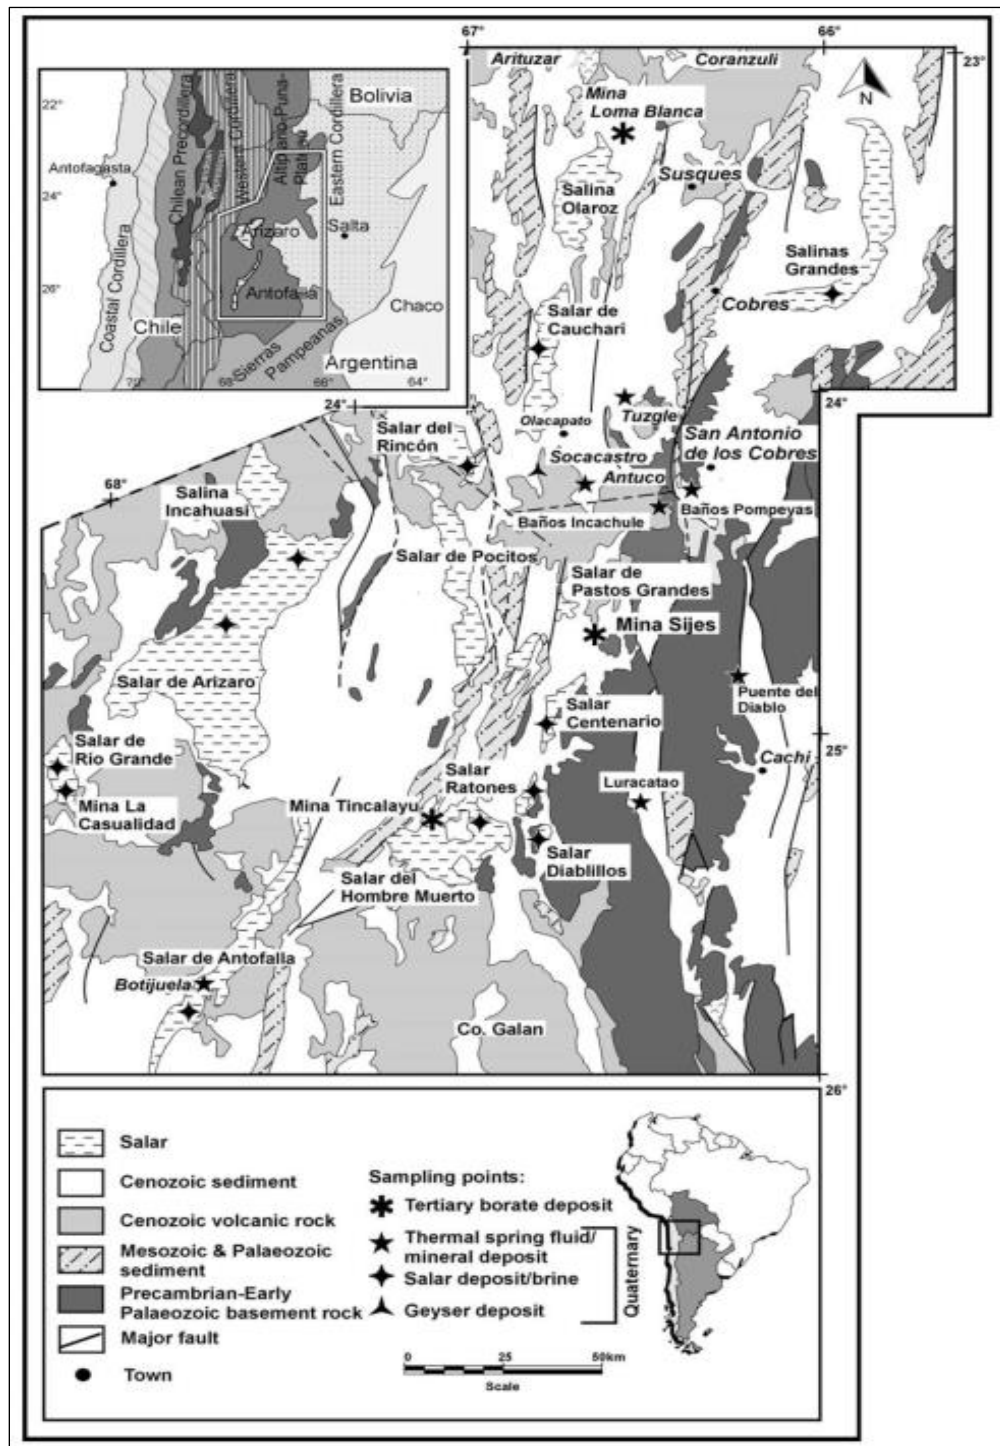 67°
66°
23°
Arituzar
Coranzuli
N
Mina
Loma Blanca
Susques
Salina
Olaroz
Salinas
Grandes
Cobres
Salar de
Cauchari
22°
24°
26°
Bolivia
Antofagasta
Chilean Precordillera
Western Cordillera
Altiplano-Puna-
Plateau
Eastern Cordillera
Coastal Cordillera
Arizaro
Salta
Antofalla
Chaco
Chile
Sierras
Pampeanas
Argentina
70°
68°
66°
64°
24°
24°
Tuzgle
Olacapato
Salar del
Rincón
San Antonio
de los Cobres
Socacastro
Antuco
68°
Salina
Incahuasi
Baños Incachule
Baños Pompeyas
Salar de Pocitos
Salar de
Pastos Grandes
Mina Sijes
Salar de Arizaro
Puente del
Diablo
Salar
Centenario
25°
Salar de
Rio Grande
Cachi
Salar
Ratones
Luracatao
Mina La
Casualidad
Mina Tincalayu
Salar
Diablillos
Salar del
Hombre Muerto
Salar de Antofalla
Botijuela
Co. Galan
26°
Salar
Cenozoic sediment
Cenozoic volcanic rock
Mesozoic & Palaeozoic
sediment
Precambrian-Early
Palaeozoic basement rock
Major fault
Town
Sampling points:
Tertiary borate deposit
Thermal spring fluid/
mineral deposit
Salar deposit/brine
Geyser deposit
Quaternary
0 25 50km
Scale